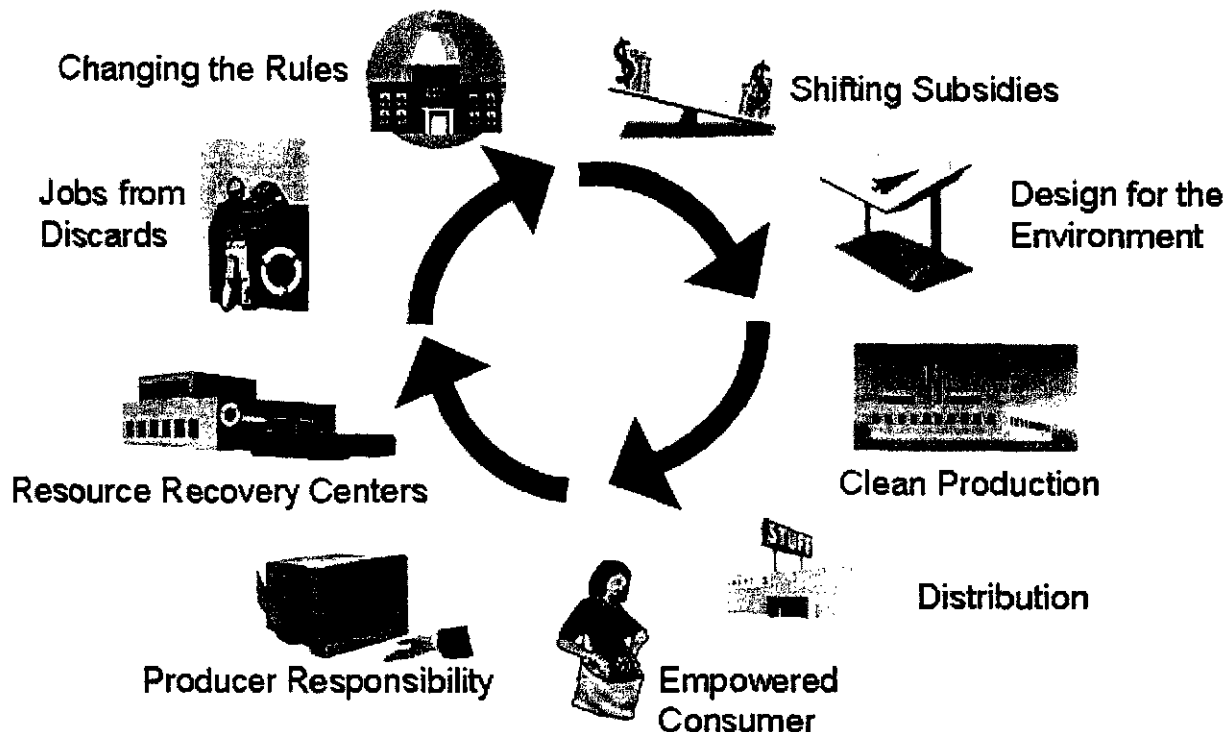 Changing the Rules
$
$
Shifting Subsidies
Jobs from
Discards
Design for the
Environment
Resource Recovery Centers
Clean Production
STUFF
Distribution
Producer Responsibility
Empowered
Consumer